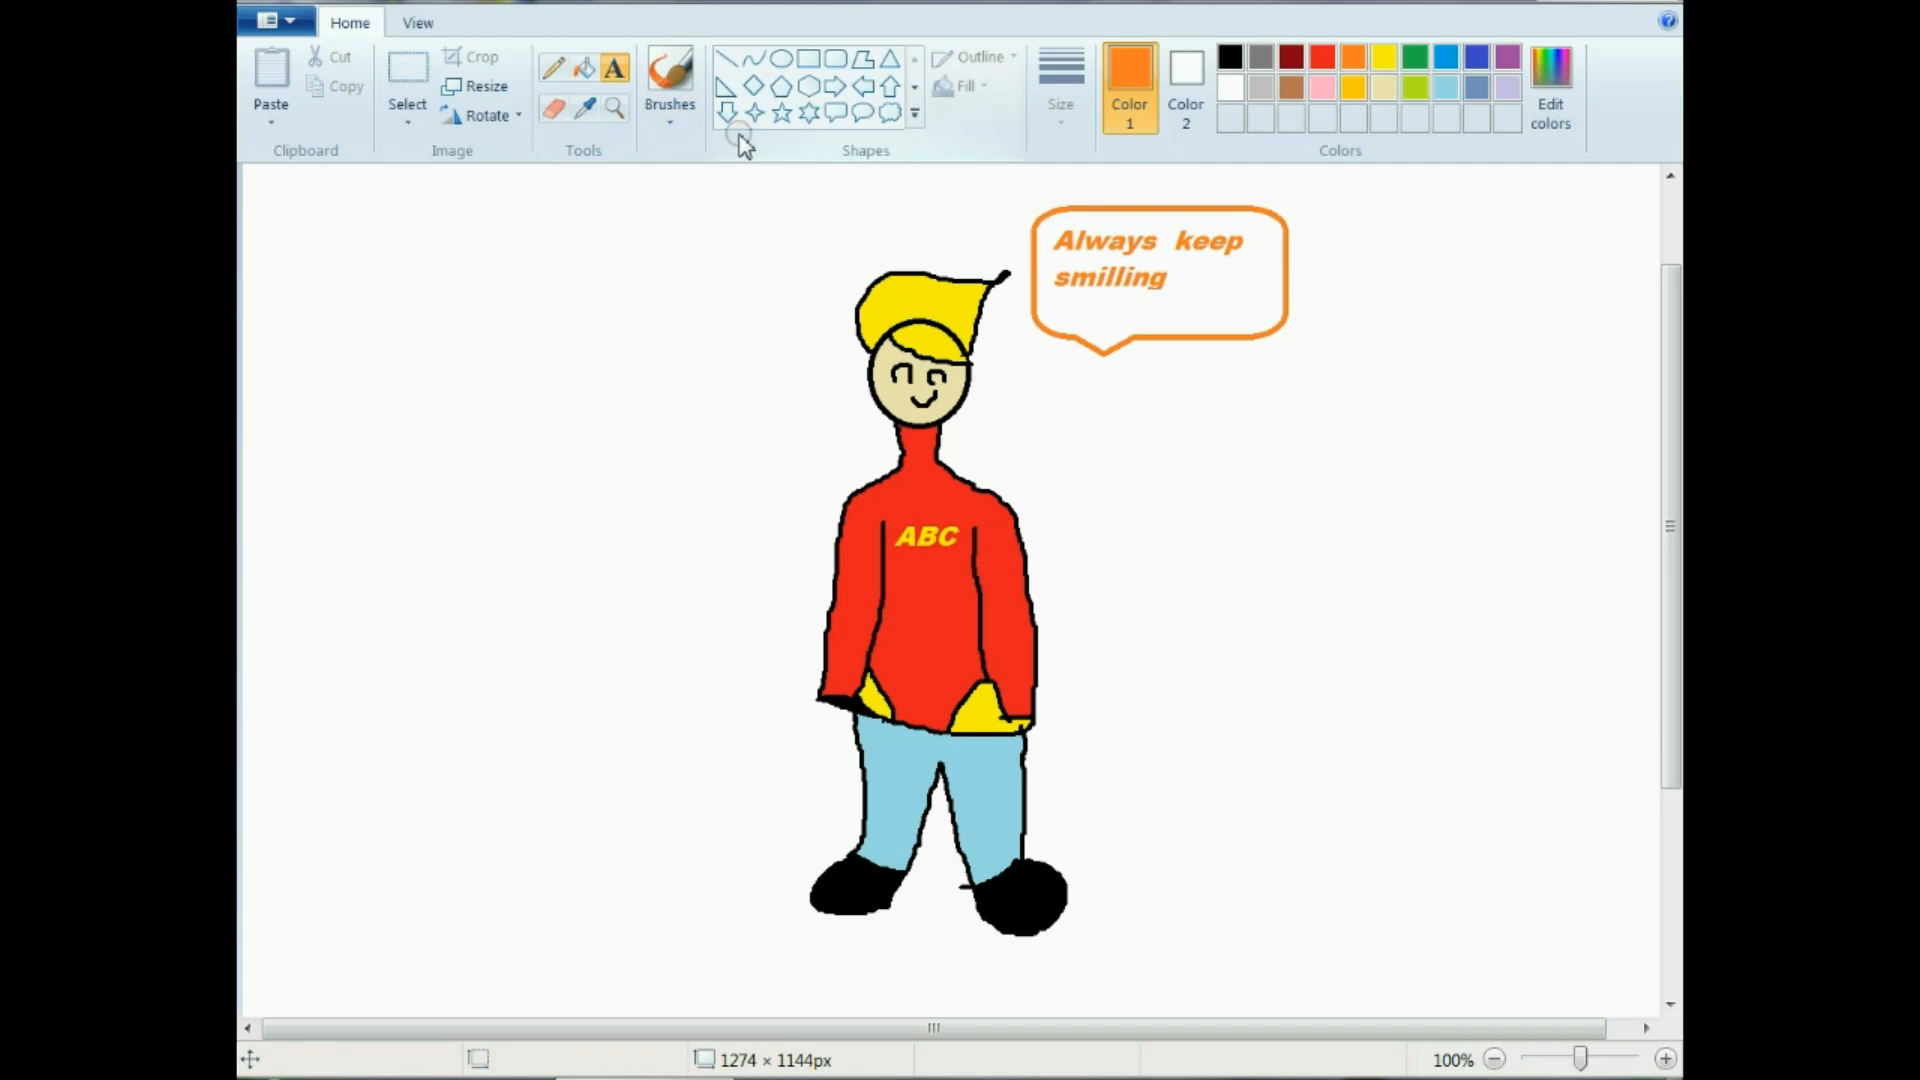 Home View
Paste
Cut
Copy
Clipboard
Select
Crop
Resize
Rotate
Image
A
Tools
Brushes
Shapes
Outline
Fill
Size
Color
1
Color
2
Edit
colors
Colors
Always keep
smilling
ABC
1274 × 1144px
100%